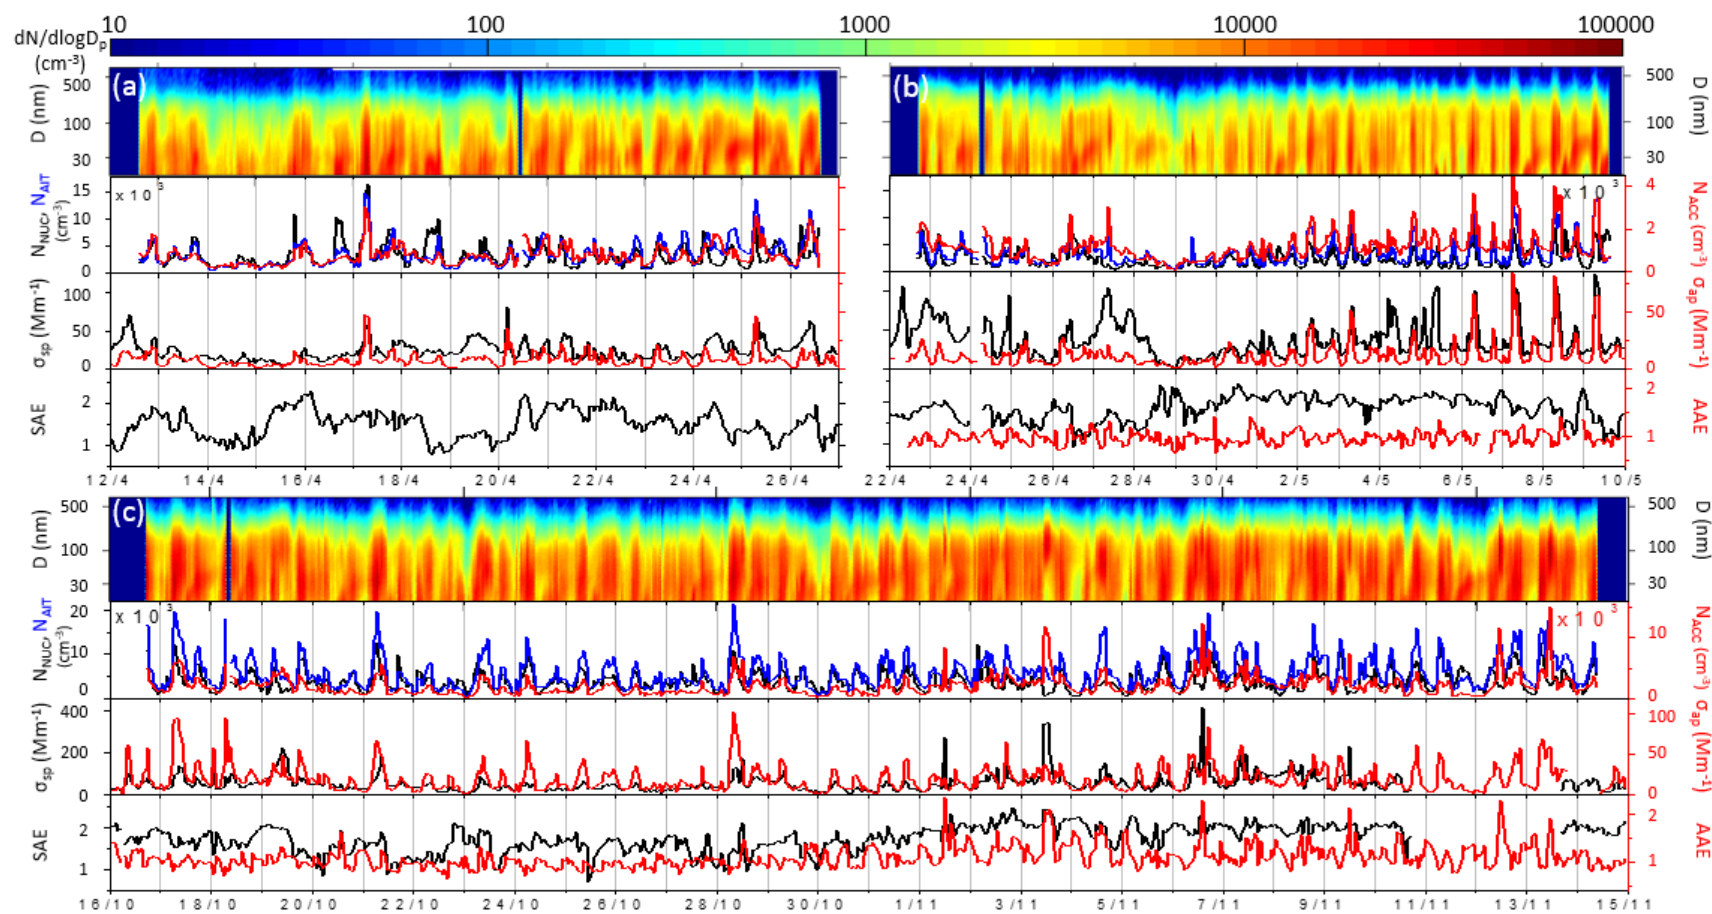 10 100 1000 10000 100000
dN/dlogDp
(cm-3)
(a)
500
100
30
D (nm)
(b)
500
100
30
D (nm)
NNUC, NAIT
(cm-3)
15
10
5
0
x 10 3
x 10 3
4
2
0
NACC (cm-3)
σsp (Mm-1)
100
50
0
50
0
σap (Mm-1)
SAE
2
1
2
1
AAE
12/4 14/4 16/4 18/4 20/4 22/4 24/4 26/4
22/4 24/4 26/4 28/4 30/4 2/5 4/5 6/5 8/5 10/5
(c)
500
100
30
D (nm)
500
100
30
D (nm)
NNUC, NAIT
(cm-3)
20
10
0
x 10 3
x 10 3
10
0
NACC (cm-3)
σsp (Mm-1)
400
200
0
100
50
0
σap (Mm-1)
SAE
2
1
2
1
AAE
16/10 18/10 20/10 22/10 24/10 26/10 28/10 30/10 1/11 3/11 5/11 7/11 9/11 11/11 13/11 15/11